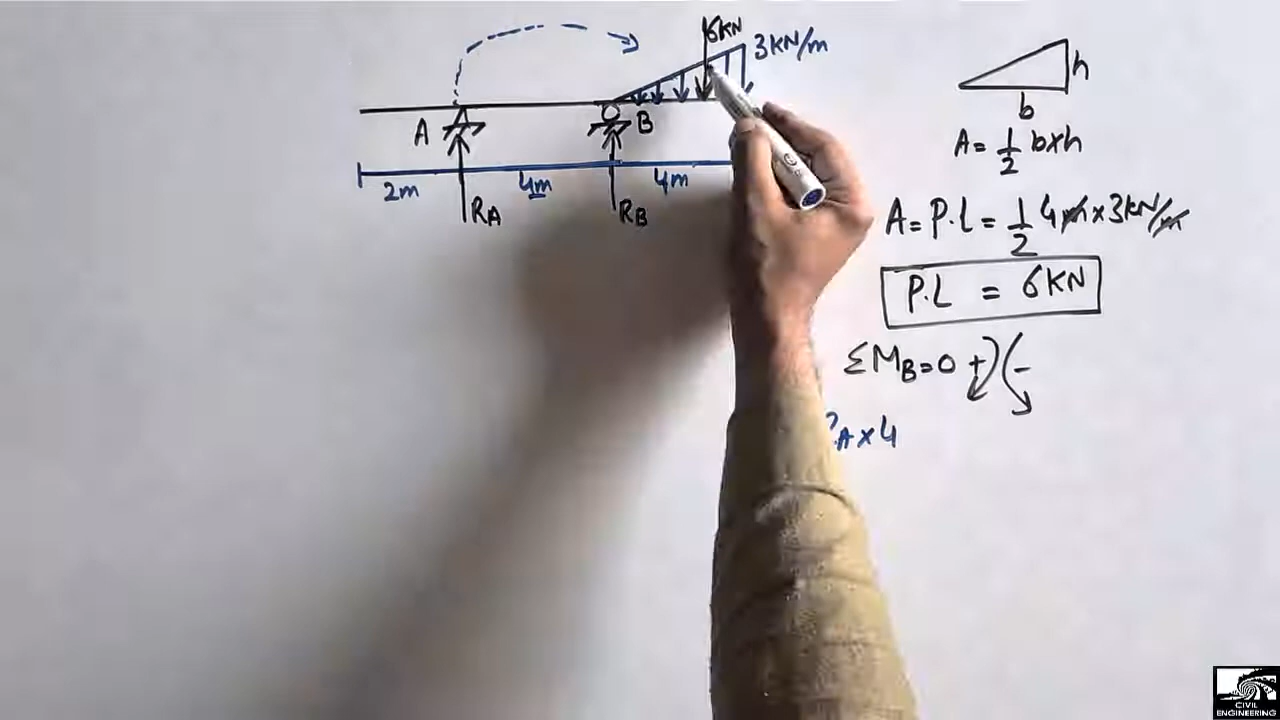 6KN
3KN/m
A
B
2m
4m
4m
RA
RB
h
b
A = 1/2 b×h
A = P.L = 1/2 4m × 3KN/m
P.L = 6KN
ΣMB=0 +) (-
A × 4
CIVIL
ENGINEERING